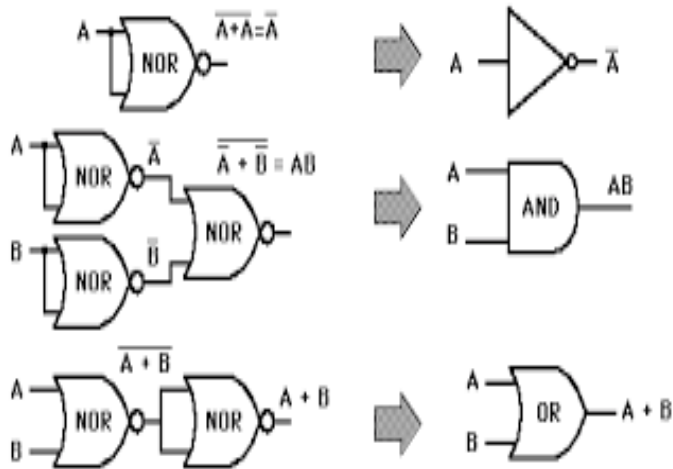 A NOR A̅+̅A̅=A̅
A A̅
A NOR A̅
A̅̅ ̅+̅ ̅B̅̅ = AB
NOR
B NOR B̅
A
B AND AB
A̅ ̅+̅ ̅B̅
A
B NOR NOR A + B
A
B OR A + B